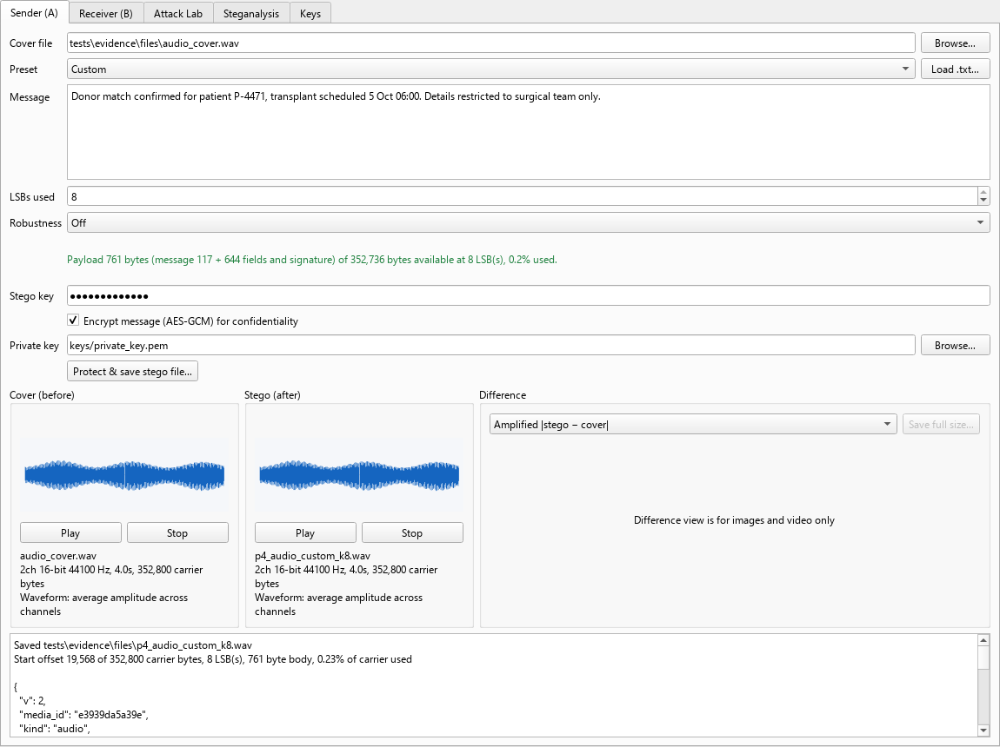 Sender (A) Receiver (B) Attack Lab Steganalysis Keys
Cover file tests\evidence\files\audio_cover.wav Browse...
Preset Custom Load .txt...
Message Donor match confirmed for patient P-4471, transplant scheduled 5 Oct 06:00. Details restricted to surgical team only.
LSBs used 8
Robustness Off
Payload 761 bytes (message 117 + 644 fields and signature) of 352,736 bytes available at 8 LSB(s), 0.2% used.
Stego key ●●●●●●●●●●●●●
Encrypt message (AES-GCM) for confidentiality
Private key keys/private_key.pem Browse...
Protect & save stego file...
Cover (before) Stego (after) Difference
Amplified |stego − cover| Save full size...
Difference view is for images and video only
Play Stop Play Stop
audio_cover.wav
2ch 16-bit 44100 Hz, 4.0s, 352,800 carrier
bytes
Waveform: average amplitude across
channels
p4_audio_custom_k8.wav
2ch 16-bit 44100 Hz, 4.0s, 352,800 carrier
bytes
Waveform: average amplitude across
channels
Saved tests\evidence\files\p4_audio_custom_k8.wav
Start offset 19,568 of 352,800 carrier bytes, 8 LSB(s), 761 byte body, 0.23% of carrier used
{
"v": 2,
"media_id": "e3939da5a39e",
"kind": "audio",